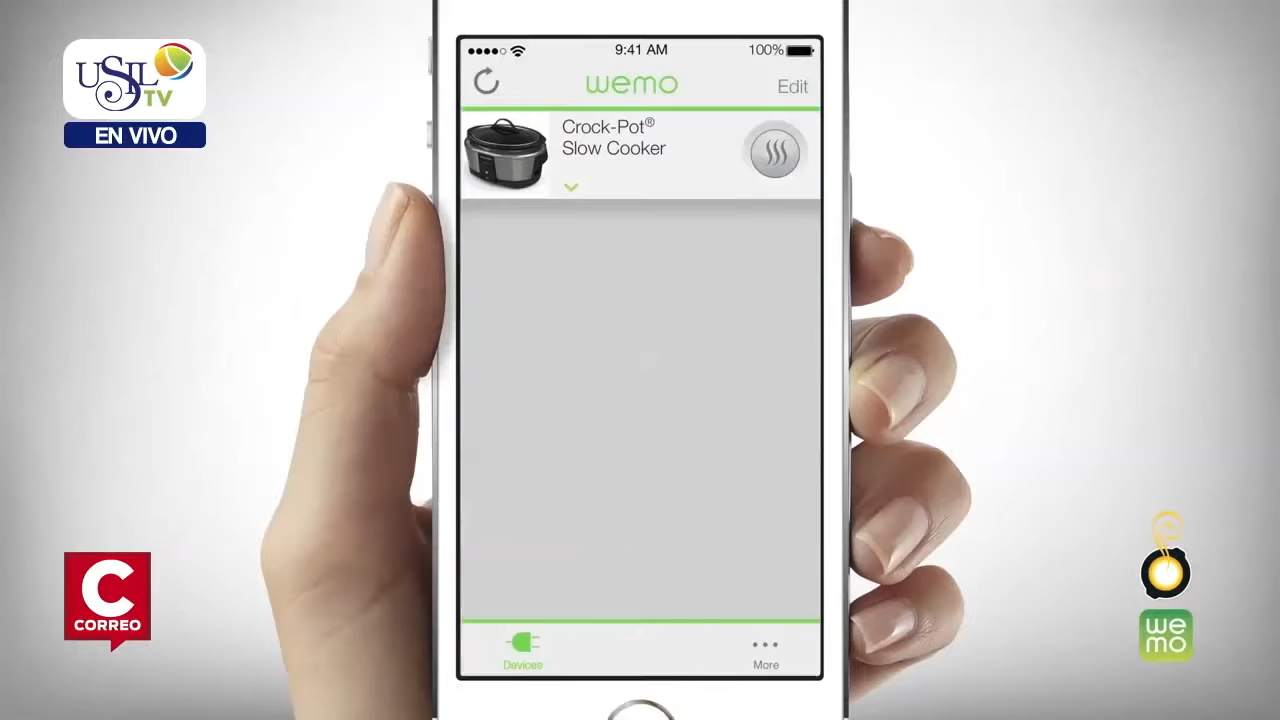 USIL
TV
EN VIVO
9:41 AM
100%
wemo
Edit
Crock-Pot®
Slow Cooker
C
CORREO
we
mo
Devices
More